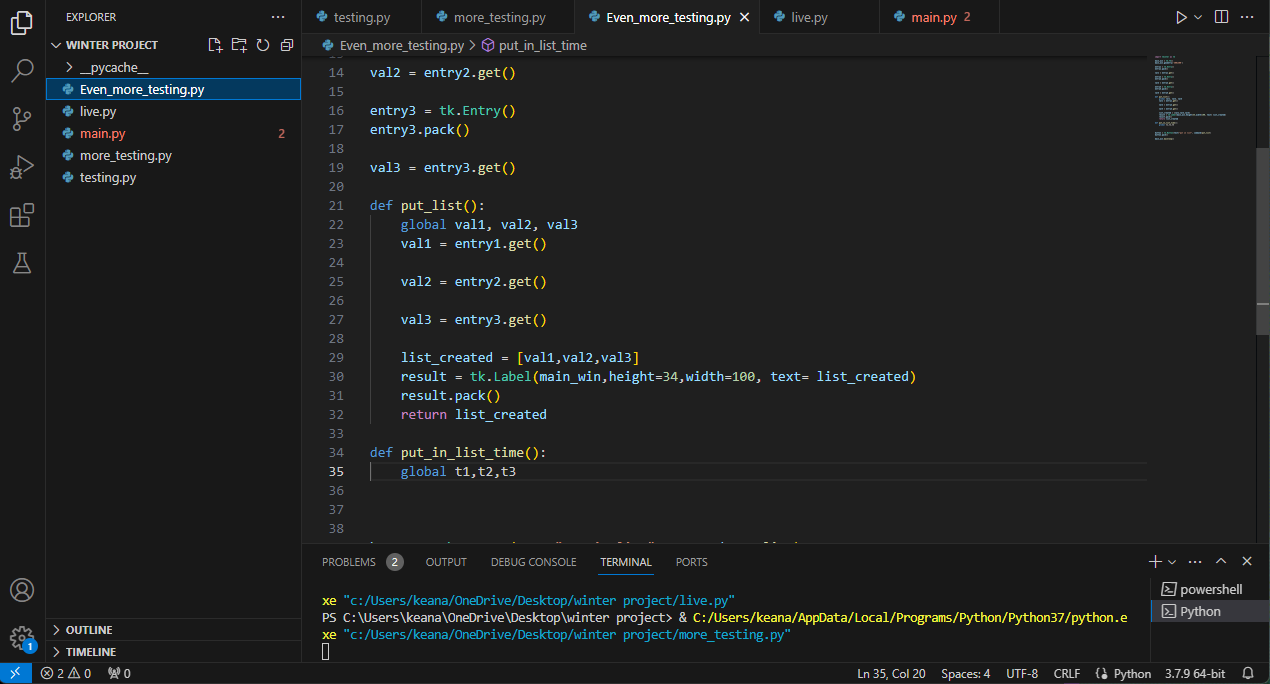 EXPLORER
WINTER PROJECT
__pycache__
Even_more_testing.py
live.py
main.py 2
more_testing.py
testing.py
OUTLINE
TIMELINE
testing.py more_testing.py Even_more_testing.py live.py main.py 2
Even_more_testing.py > put_in_list_time
14 val2 = entry2.get()
15
16 entry3 = tk.Entry()
17 entry3.pack()
18
19 val3 = entry3.get()
20
21 def put_list():
22 global val1, val2, val3
23 val1 = entry1.get()
24
25 val2 = entry2.get()
26
27 val3 = entry3.get()
28
29 list_created = [val1,val2,val3]
30 result = tk.Label(main_win,height=34,width=100, text= list_created)
31 result.pack()
32 return list_created
33
34 def put_in_list_time():
35 global t1,t2,t3
36
37
38
PROBLEMS 2 OUTPUT DEBUG CONSOLE TERMINAL PORTS
xe "c:/Users/keana/OneDrive/Desktop/winter project/live.py"
PS C:\Users\keana\OneDrive\Desktop\winter project> & C:/Users/keana/AppData/Local/Programs/Python/Python37/python.e
xe "c:/Users/keana/OneDrive/Desktop/winter project/more_testing.py"
powershell
Python
1
2 0 0 Ln 35, Col 20 Spaces: 4 UTF-8 CRLF Python 3.7.9 64-bit